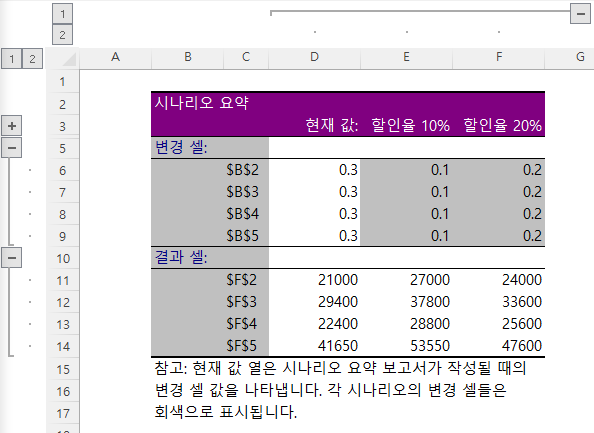 1
2
1 2 A B C D E F G
1
2 시나리오 요약
3 현재 값: 할인율 10% 할인율 20%
5 변경 셀:
6 $B$2 0.3 0.1 0.2
7 $B$3 0.3 0.1 0.2
8 $B$4 0.3 0.1 0.2
9 $B$5 0.3 0.1 0.2
10 결과 셀:
11 $F$2 21000 27000 24000
12 $F$3 29400 37800 33600
13 $F$4 22400 28800 25600
14 $F$5 41650 53550 47600
15 참고: 현재 값 열은 시나리오 요약 보고서가 작성될 때의
16 변경 셀 값을 나타냅니다. 각 시나리오의 변경 셀들은
17 회색으로 표시됩니다.